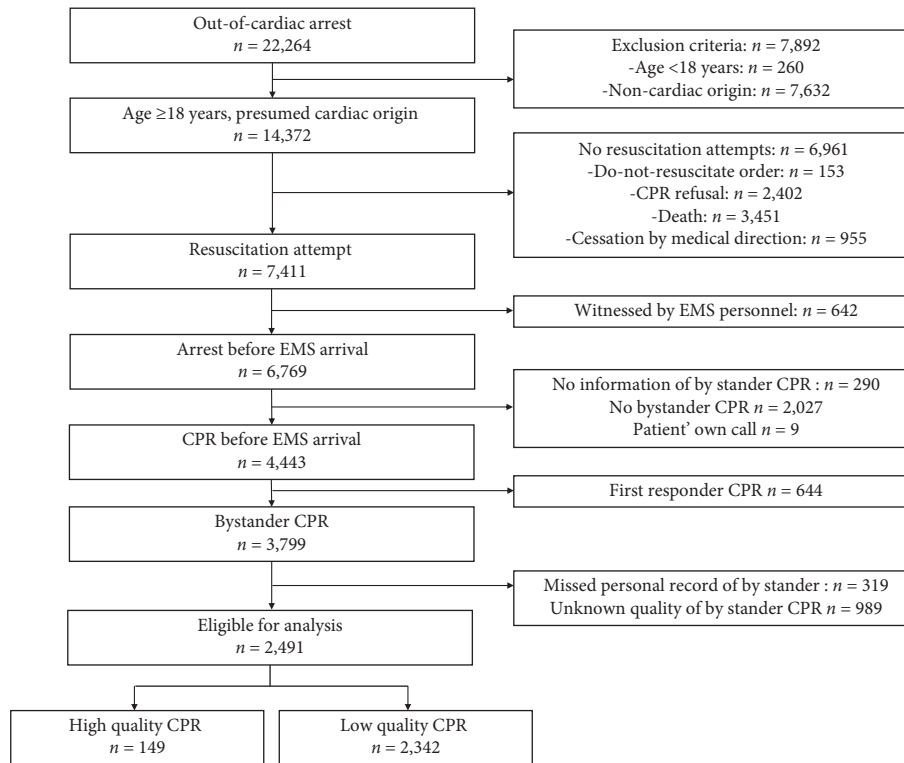 Out-of-cardiac arrest
n = 22,264
Exclusion criteria: n = 7,892
-Age <18 years: n = 260
-Non-cardiac origin: n = 7,632
Age ≥18 years, presumed cardiac origin
n = 14,372
No resuscitation attempts: n = 6,961
-Do-not-resuscitate order: n = 153
-CPR refusal: n = 2,402
-Death: n = 3,451
-Cessation by medical direction: n = 955
Resuscitation attempt
n = 7,411
Witnessed by EMS personnel: n = 642
Arrest before EMS arrival
n = 6,769
No information of by stander CPR : n = 290
No bystander CPR n = 2,027
Patient' own call n = 9
CPR before EMS arrival
n = 4,443
First responder CPR n = 644
Bystander CPR
n = 3,799
Missed personal record of by stander : n = 319
Unknown quality of by stander CPR n = 989
Eligible for analysis
n = 2,491
High quality CPR
n = 149
Low quality CPR
n = 2,342